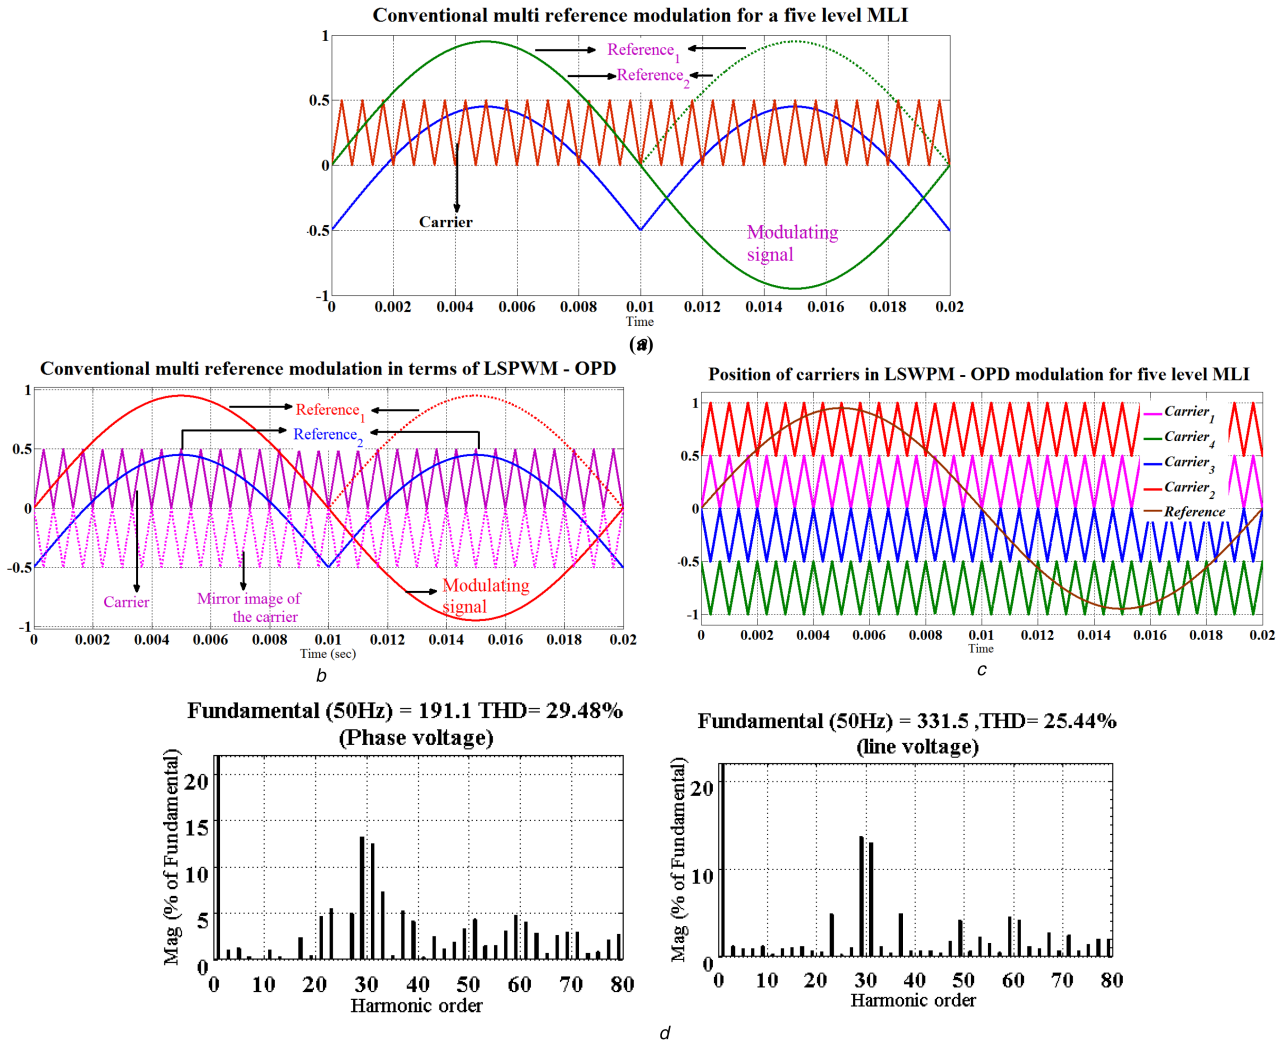 Conventional multi reference modulation for a five level MLI
1
0.5
0
-0.5
-1
Reference1
Reference2
Carrier
Modulating
signal
0 0.002 0.004 0.006 0.008 0.01 0.012 0.014 0.016 0.018 0.02
Time
(a)
Conventional multi reference modulation in terms of LSPWM - OPD
1
0.5
0
-0.5
-1
Reference1
Reference2
Carrier
Mirror image of
the carrier
Modulating
signal
0 0.002 0.004 0.006 0.008 0.01 0.012 0.014 0.016 0.018 0.02
Time (sec)
b
Position of carriers in LSWPM - OPD modulation for five level MLI
1
0.5
0
-0.5
-1
Carrier1
Carrier4
Carrier3
Carrier2
Reference
0 0.002 0.004 0.006 0.008 0.01 0.012 0.014 0.016 0.018 0.02
Time
c
Fundamental (50Hz) = 191.1 THD= 29.48%
(Phase voltage)
Mag (% of Fundamental)
20
15
10
5
0
0 10 20 30 40 50 60 70 80
Harmonic order
Fundamental (50Hz) = 331.5 ,THD= 25.44%
(line voltage)
Mag (% of Fundamental)
20
10
0
0 10 20 30 40 50 60 70 80
Harmonic order
d